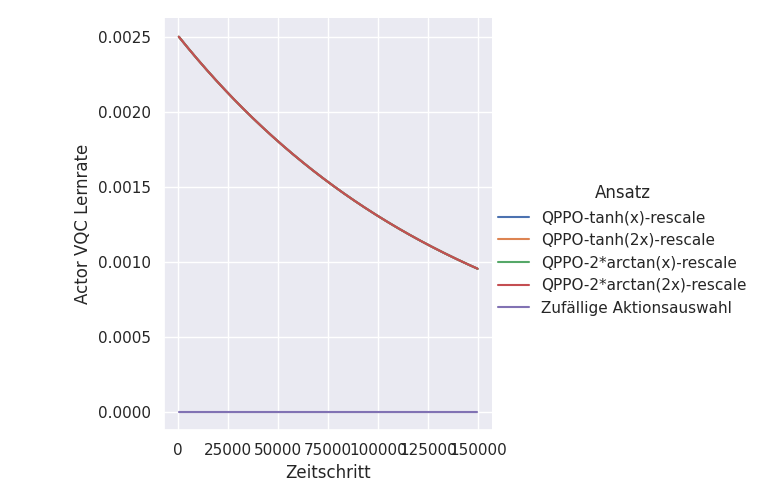 0.0025
0.0020
0.0015
0.0010
0.0005
0.0000
Actor VQC Lernrate
0 25000 50000 75000 100000 125000 150000
Zeitschritt
Ansatz
QPPO-tanh(x)-rescale
QPPO-tanh(2x)-rescale
QPPO-2*arctan(x)-rescale
QPPO-2*arctan(2x)-rescale
Zufällige Aktionsauswahl